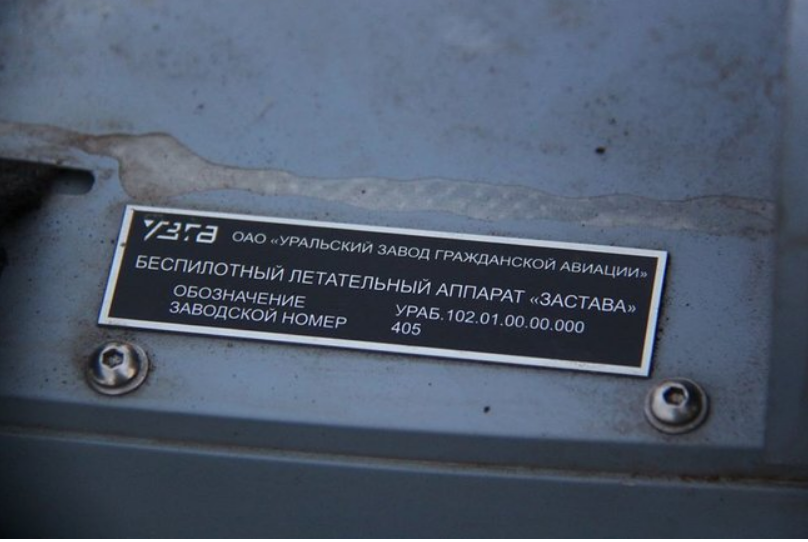 УЗГА ОАО «УРАЛЬСКИЙ ЗАВОД ГРАЖДАНСКОЙ АВИАЦИИ»
БЕСПИЛОТНЫЙ ЛЕТАТЕЛЬНЫЙ АППАРАТ «ЗАСТАВА»
ОБОЗНАЧЕНИЕ УРАБ.102.01.00.00.000
ЗАВОДСКОЙ НОМЕР 405